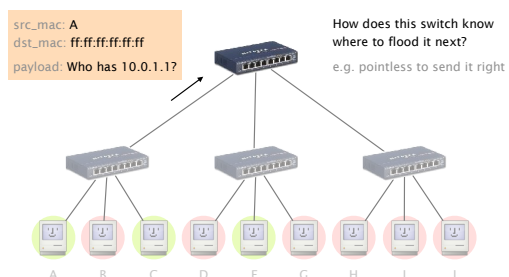 src_mac: A
dst_mac: ff:ff:ff:ff:ff:ff
payload: Who has 10.0.1.1?
How does this switch know
where to flood it next?
e.g. pointless to send it right
A B C D E G H I